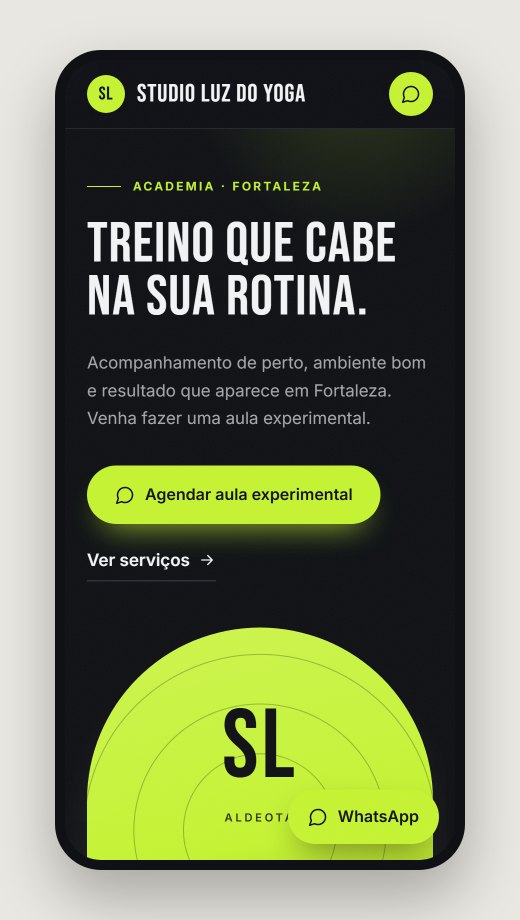 SL STUDIO LUZ DO YOGA
ACADEMIA · FORTALEZA
TREINO QUE CABE
NA SUA ROTINA.
Acompanhamento de perto, ambiente bom
e resultado que aparece em Fortaleza.
Venha fazer uma aula experimental.
Agendar aula experimental
Ver serviços →
SL
WhatsApp